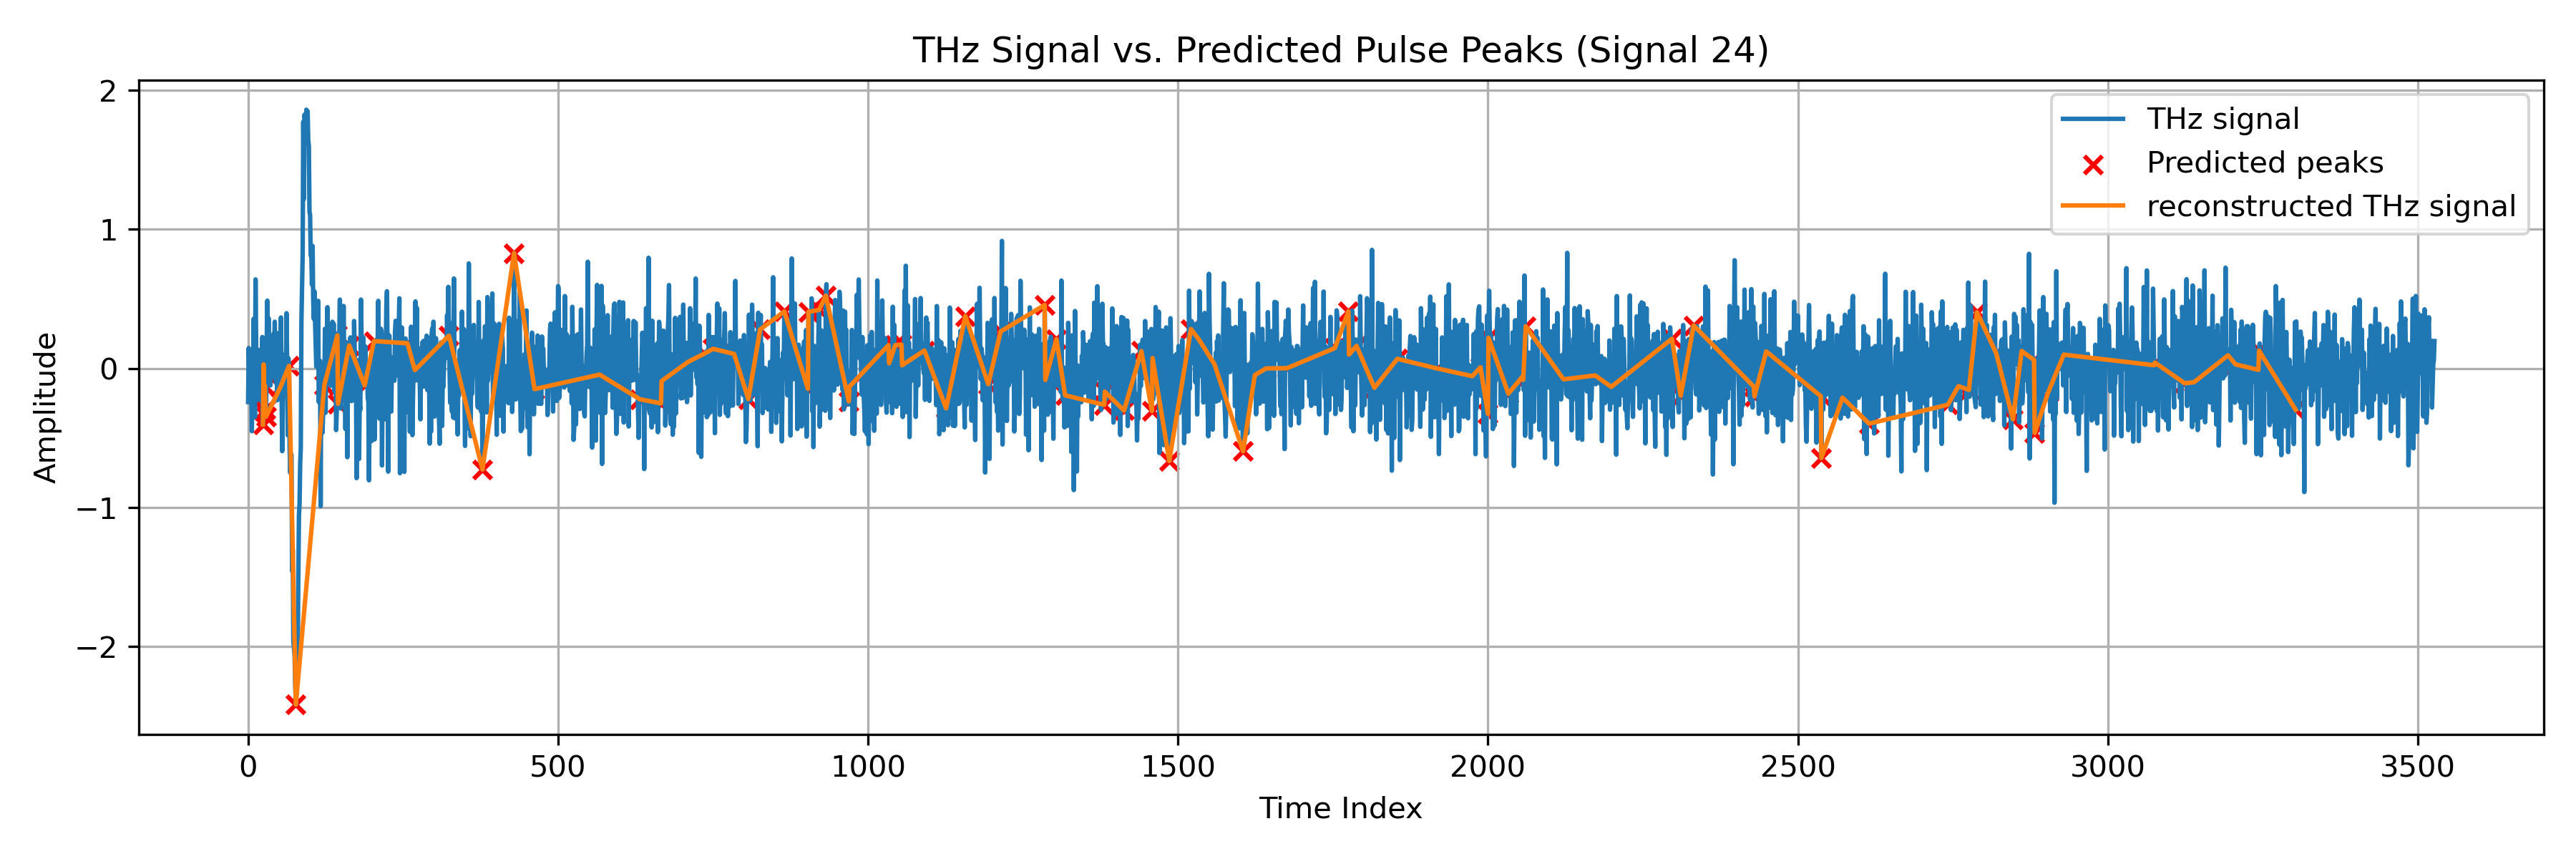 THz Signal vs. Predicted Pulse Peaks (Signal 24)
THz signal
Predicted peaks
reconstructed THz signal
Amplitude
2
1
0
−1
−2
0 500 1000 1500 2000 2500 3000 3500
Time Index